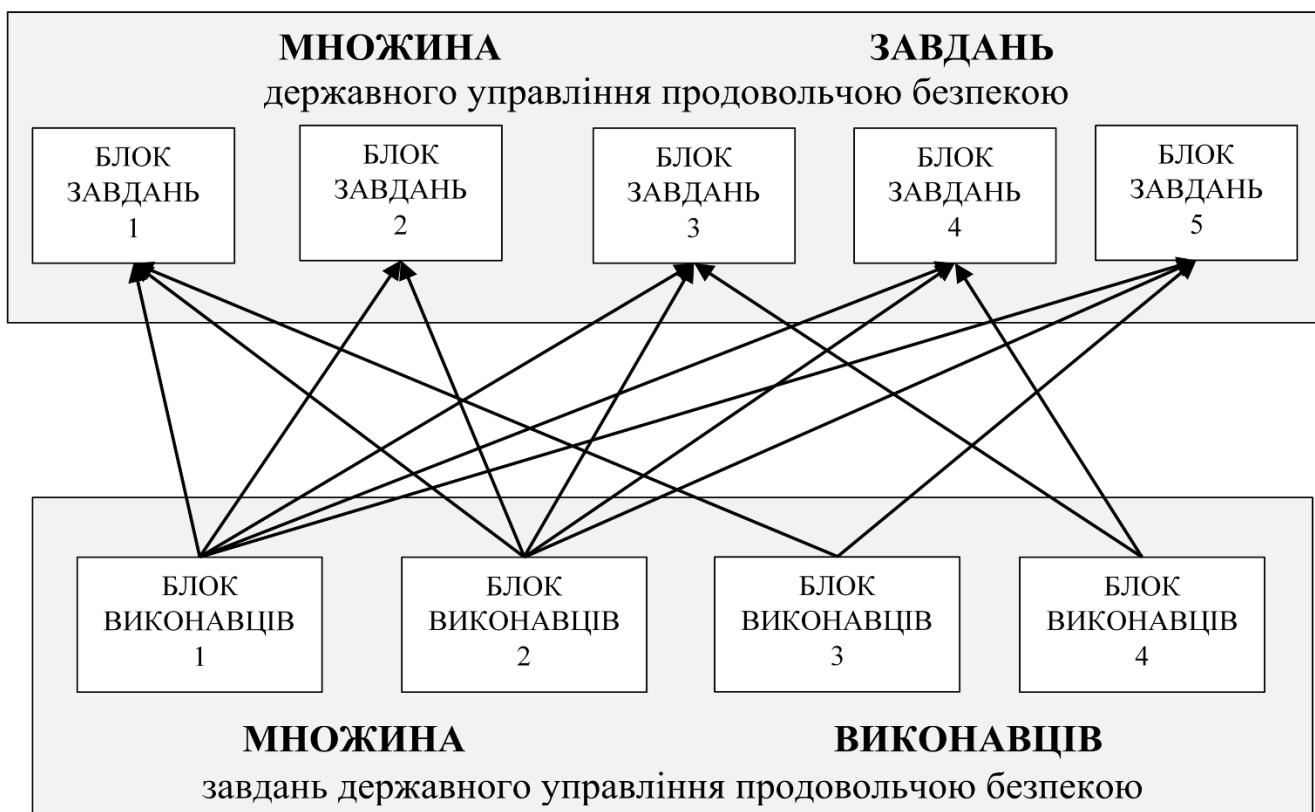 МНОЖИНА ЗАВДАНЬ
державного управління продовольчою безпекою
БЛОК
ЗАВДАНЬ
1
БЛОК
ЗАВДАНЬ
2
БЛОК
ЗАВДАНЬ
3
БЛОК
ЗАВДАНЬ
4
БЛОК
ЗАВДАНЬ
5
БЛОК
ВИКОНАВЦІВ
1
БЛОК
ВИКОНАВЦІВ
2
БЛОК
ВИКОНАВЦІВ
3
БЛОК
ВИКОНАВЦІВ
4
МНОЖИНА ВИКОНАВЦІВ
завдань державного управління продовольчою безпекою